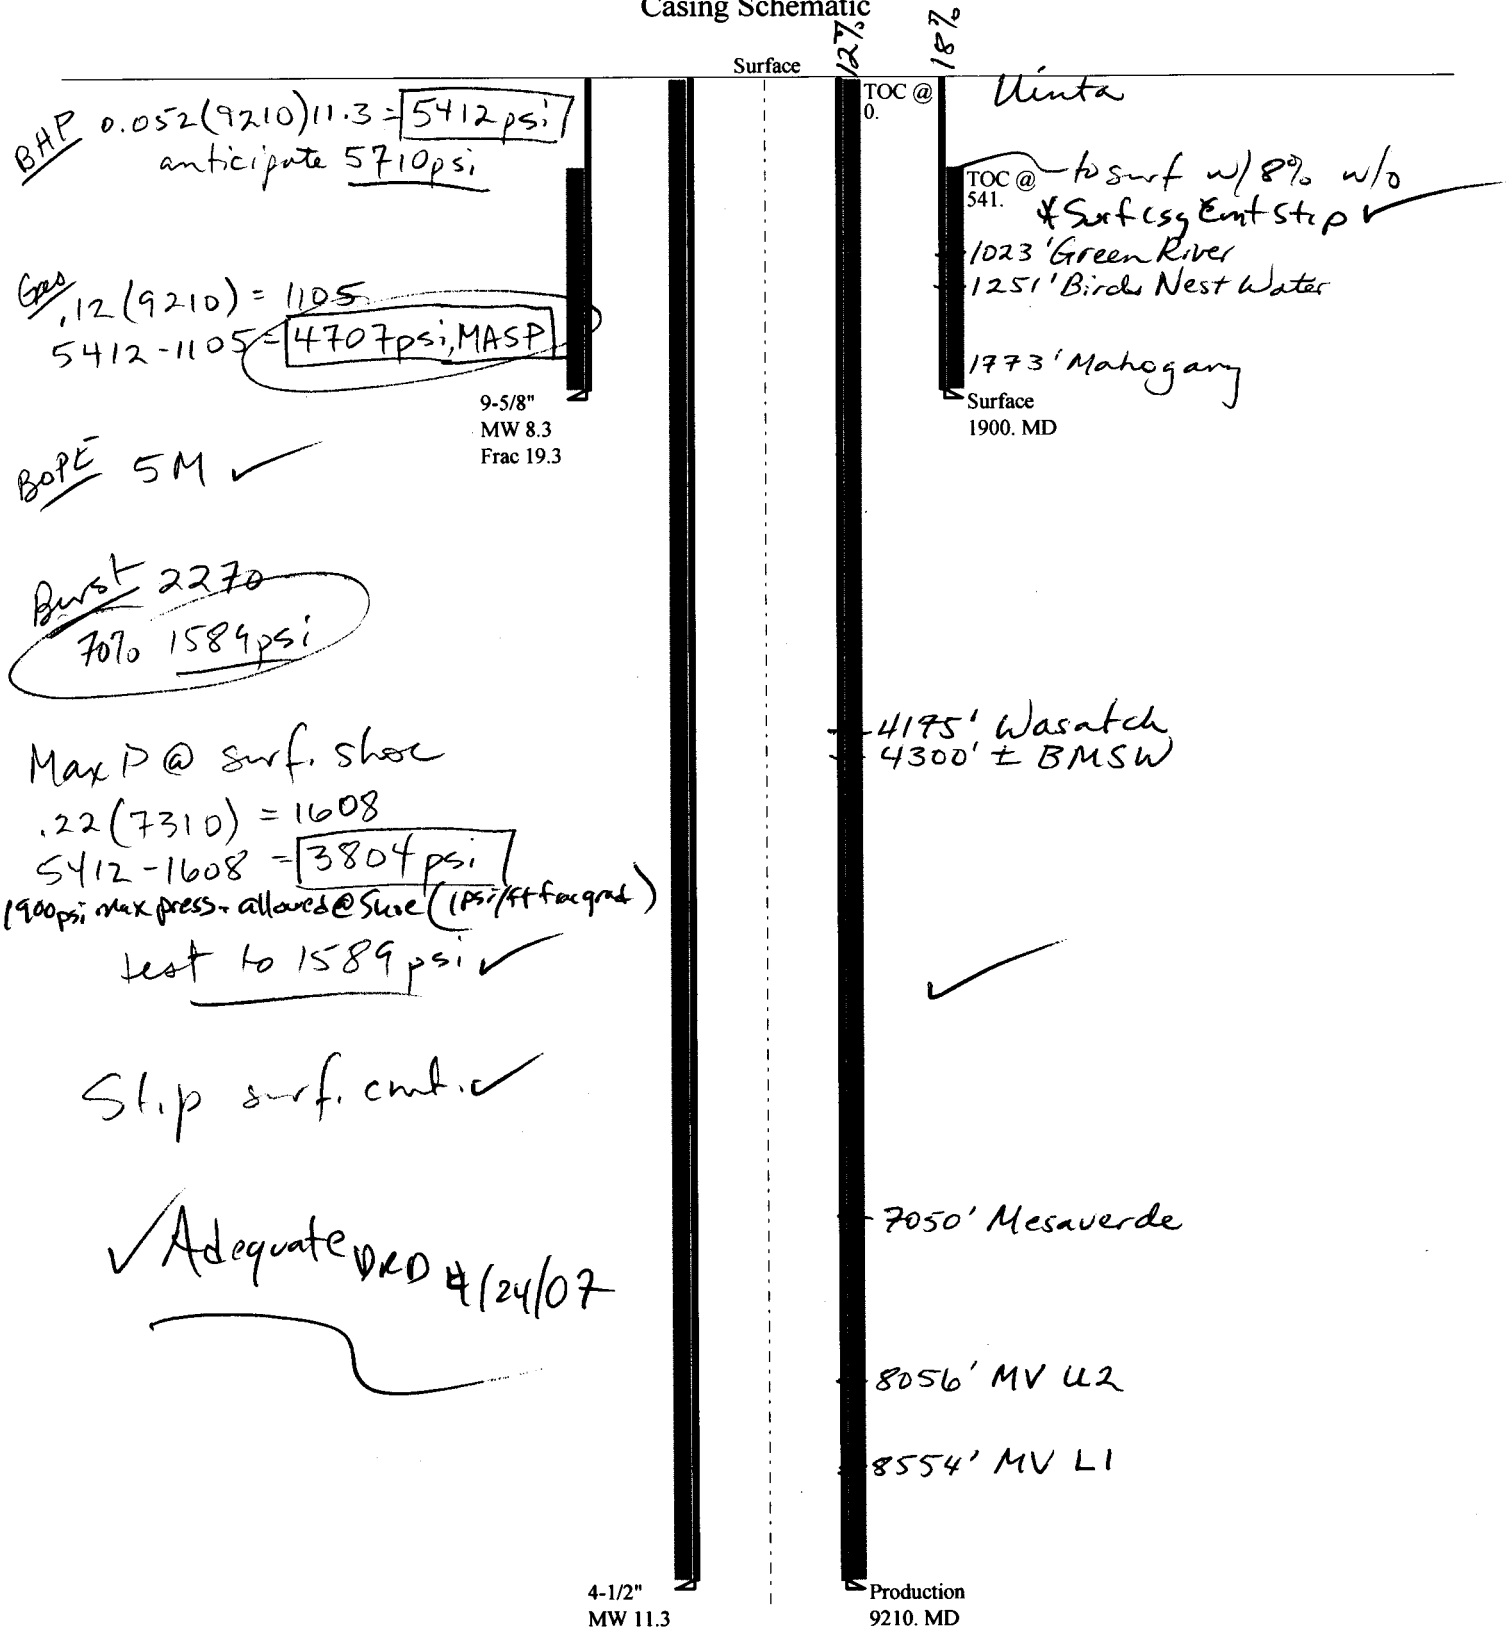 Casing Schematic
12%
18%
Surface
TOC @
0.
Uinta
BHP 0.052(9210)11.3 = 5412 psi
anticipate 5710psi
TOC @
541.
to surf w/ 8% w/o
* Surf csg Cmt Stip ✓
1023' Green River
1251' Birds Nest Water
1773' Mahogany
Gas .12(9210) = 1105
5412-1105 = 4707psi, MASP
9-5/8"
MW 8.3
Frac 19.3
Surface
1900. MD
BOPE 5M ✓
Burst 2270
70% 1589psi
4195' Wasatch
4300' ± BMSW
Max P @ surf. shoe
.22(7310) = 1608
5412-1608 = 3804psi
1900psi max press. allowed @ Shoe (1psi/ft frac grad)
test to 1589psi ✓
✓
Stip surf. cmt. ✓
7050' Mesaverde
✓ Adequate DRD 4/24/07
8056' MV U2
8554' MV L1
4-1/2"
MW 11.3
Production
9210. MD